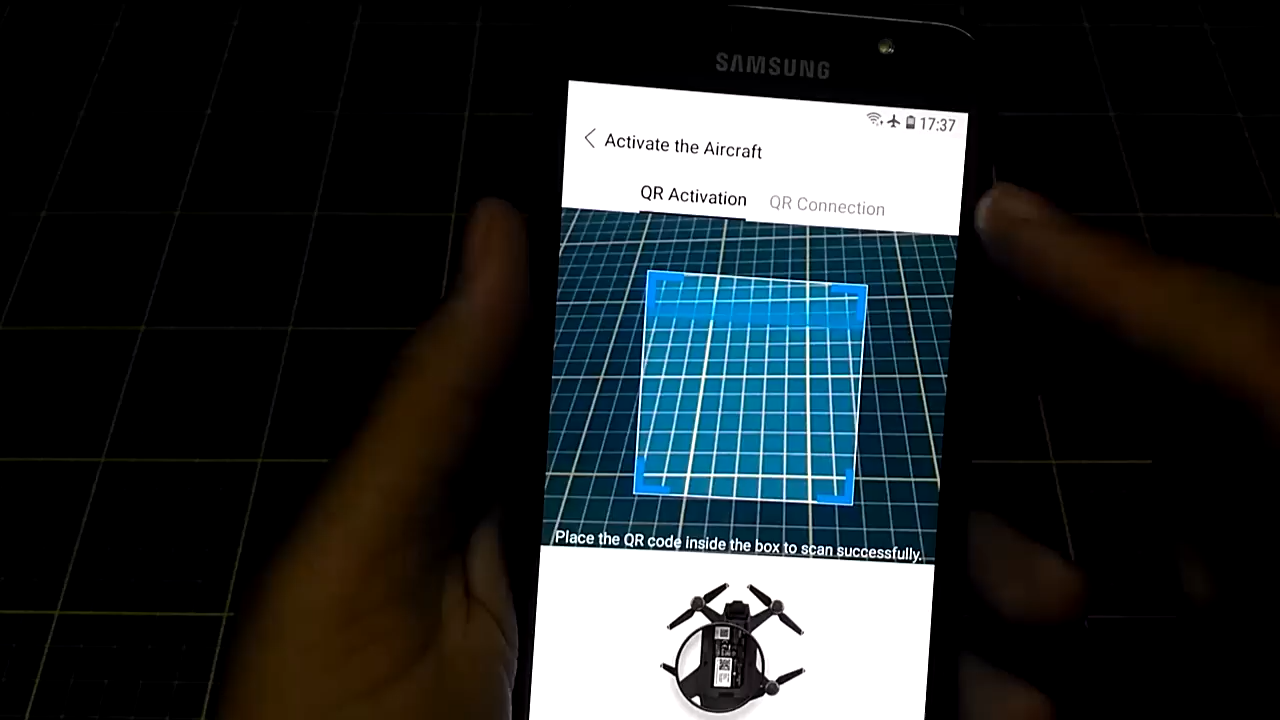 SAMSUNG
17:37
Activate the Aircraft
QR Activation QR Connection
Place the QR code inside the box to scan successfully.